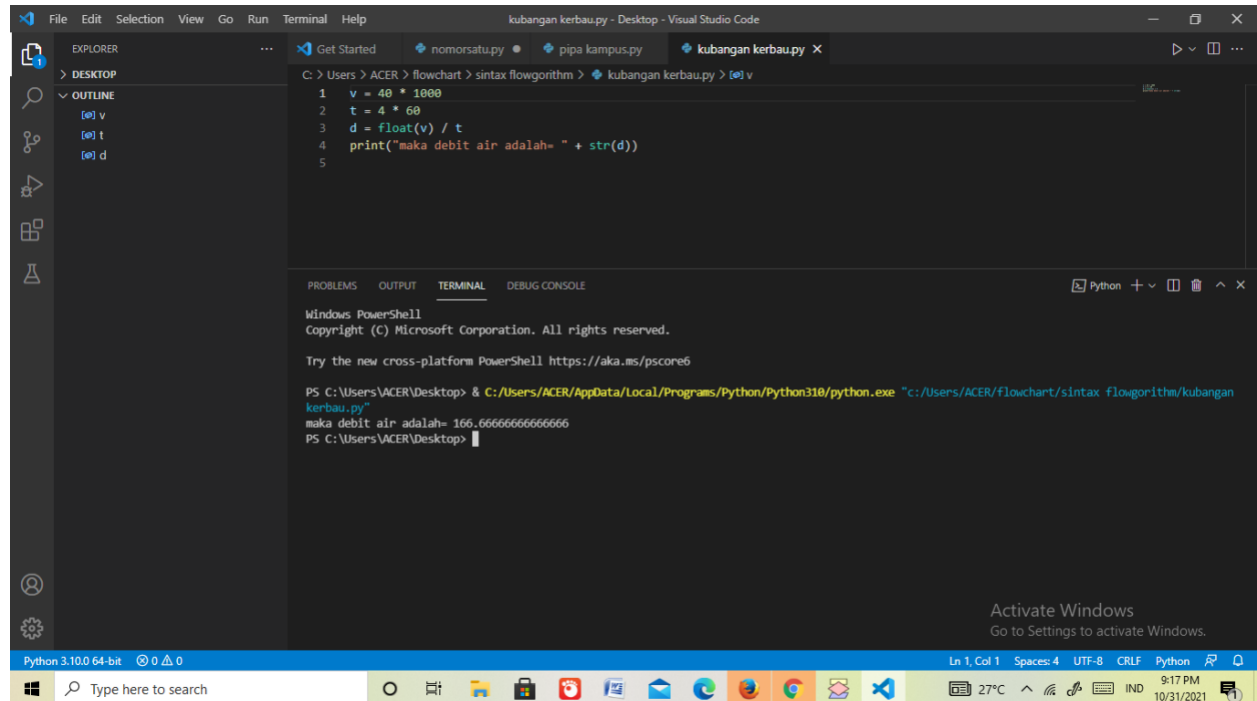 File Edit Selection View Go Run Terminal Help kubangan kerbau.py - Desktop - Visual Studio Code
EXPLORER
Get Started nomorsatu.py pipa kampus.py kubangan kerbau.py
DESKTOP
C: > Users > ACER > flowchart > sintax flowgorithm > kubangan kerbau.py > v
OUTLINE
v
t
d
1 v = 40 * 1000
2 t = 4 * 60
3 d = float(v) / t
4 print("maka debit air adalah= " + str(d))
5
PROBLEMS OUTPUT TERMINAL DEBUG CONSOLE Python
Windows PowerShell
Copyright (C) Microsoft Corporation. All rights reserved.
Try the new cross-platform PowerShell https://aka.ms/pscore6
PS C:\Users\ACER\Desktop> & C:/Users/ACER/AppData/Local/Programs/Python/Python310/python.exe "c:/Users/ACER/flowchart/sintax flowgorithm/kubangan
kerbau.py"
maka debit air adalah= 166.66666666666666
PS C:\Users\ACER\Desktop>
Activate Windows
Go to Settings to activate Windows.
Python 3.10.0 64-bit 0 0 Ln 1, Col 1 Spaces: 4 UTF-8 CRLF Python
Type here to search 27°C IND 9:17 PM
10/31/2021